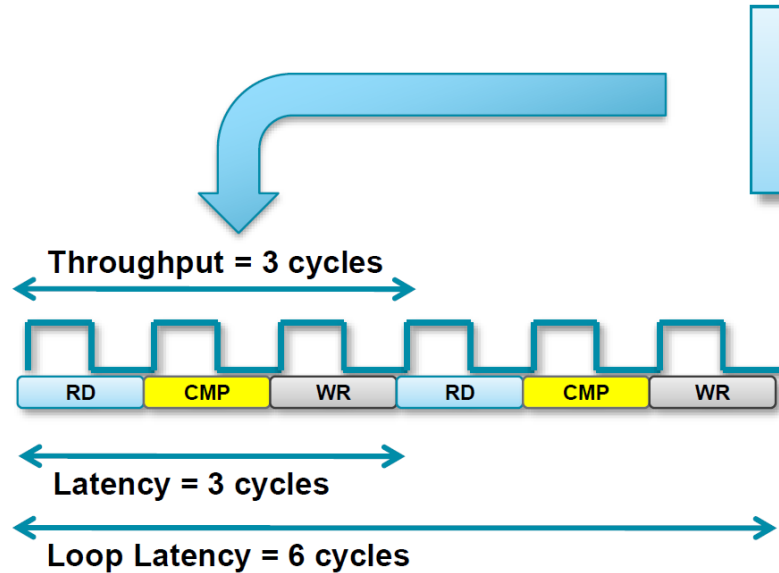 Throughput = 3 cycles
RD CMP WR RD CMP WR
Latency = 3 cycles
Loop Latency = 6 cycles